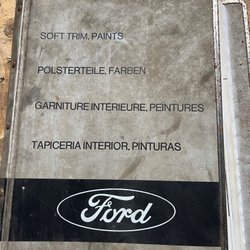 SOFT TRIM, PAINTS
POLSTERTEILE, FARBEN
GARNITURE INTERIEURE, PEINTURES
TAPICERIA INTERIOR, PINTURAS
Ford